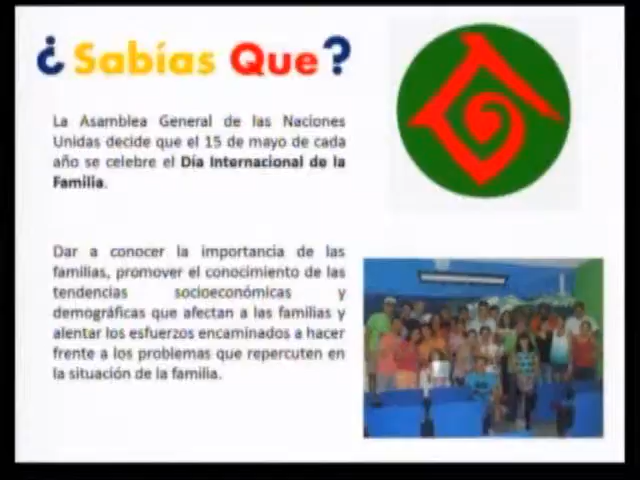 ¿Sabías Que?
La Asamblea General de las Naciones
Unidas decide que el 15 de mayo de cada
año se celebre el Día Internacional de la
Familia.
Dar a conocer la importancia de las
familias, promover el conocimiento de las
tendencias socioeconómicas y
demográficas que afectan a las familias y
alentar los esfuerzos encaminados a hacer
frente a los problemas que repercuten en
la situación de la familia.